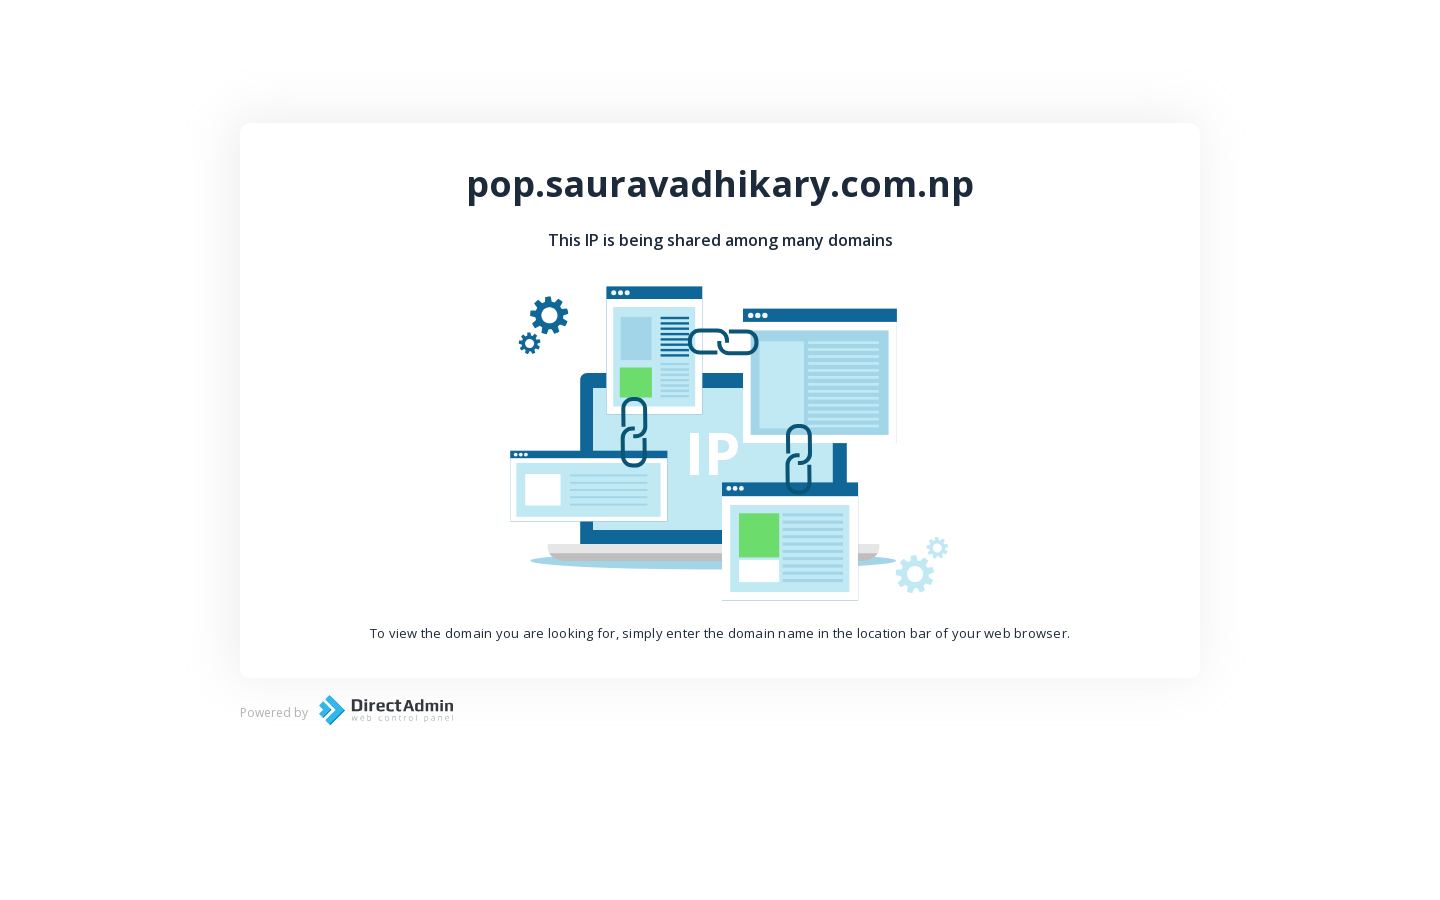 pop.sauravadhikary.com.np
This IP is being shared among many domains
IP
To view the domain you are looking for, simply enter the domain name in the location bar of your web browser.
Powered by DirectAdmin
web control panel